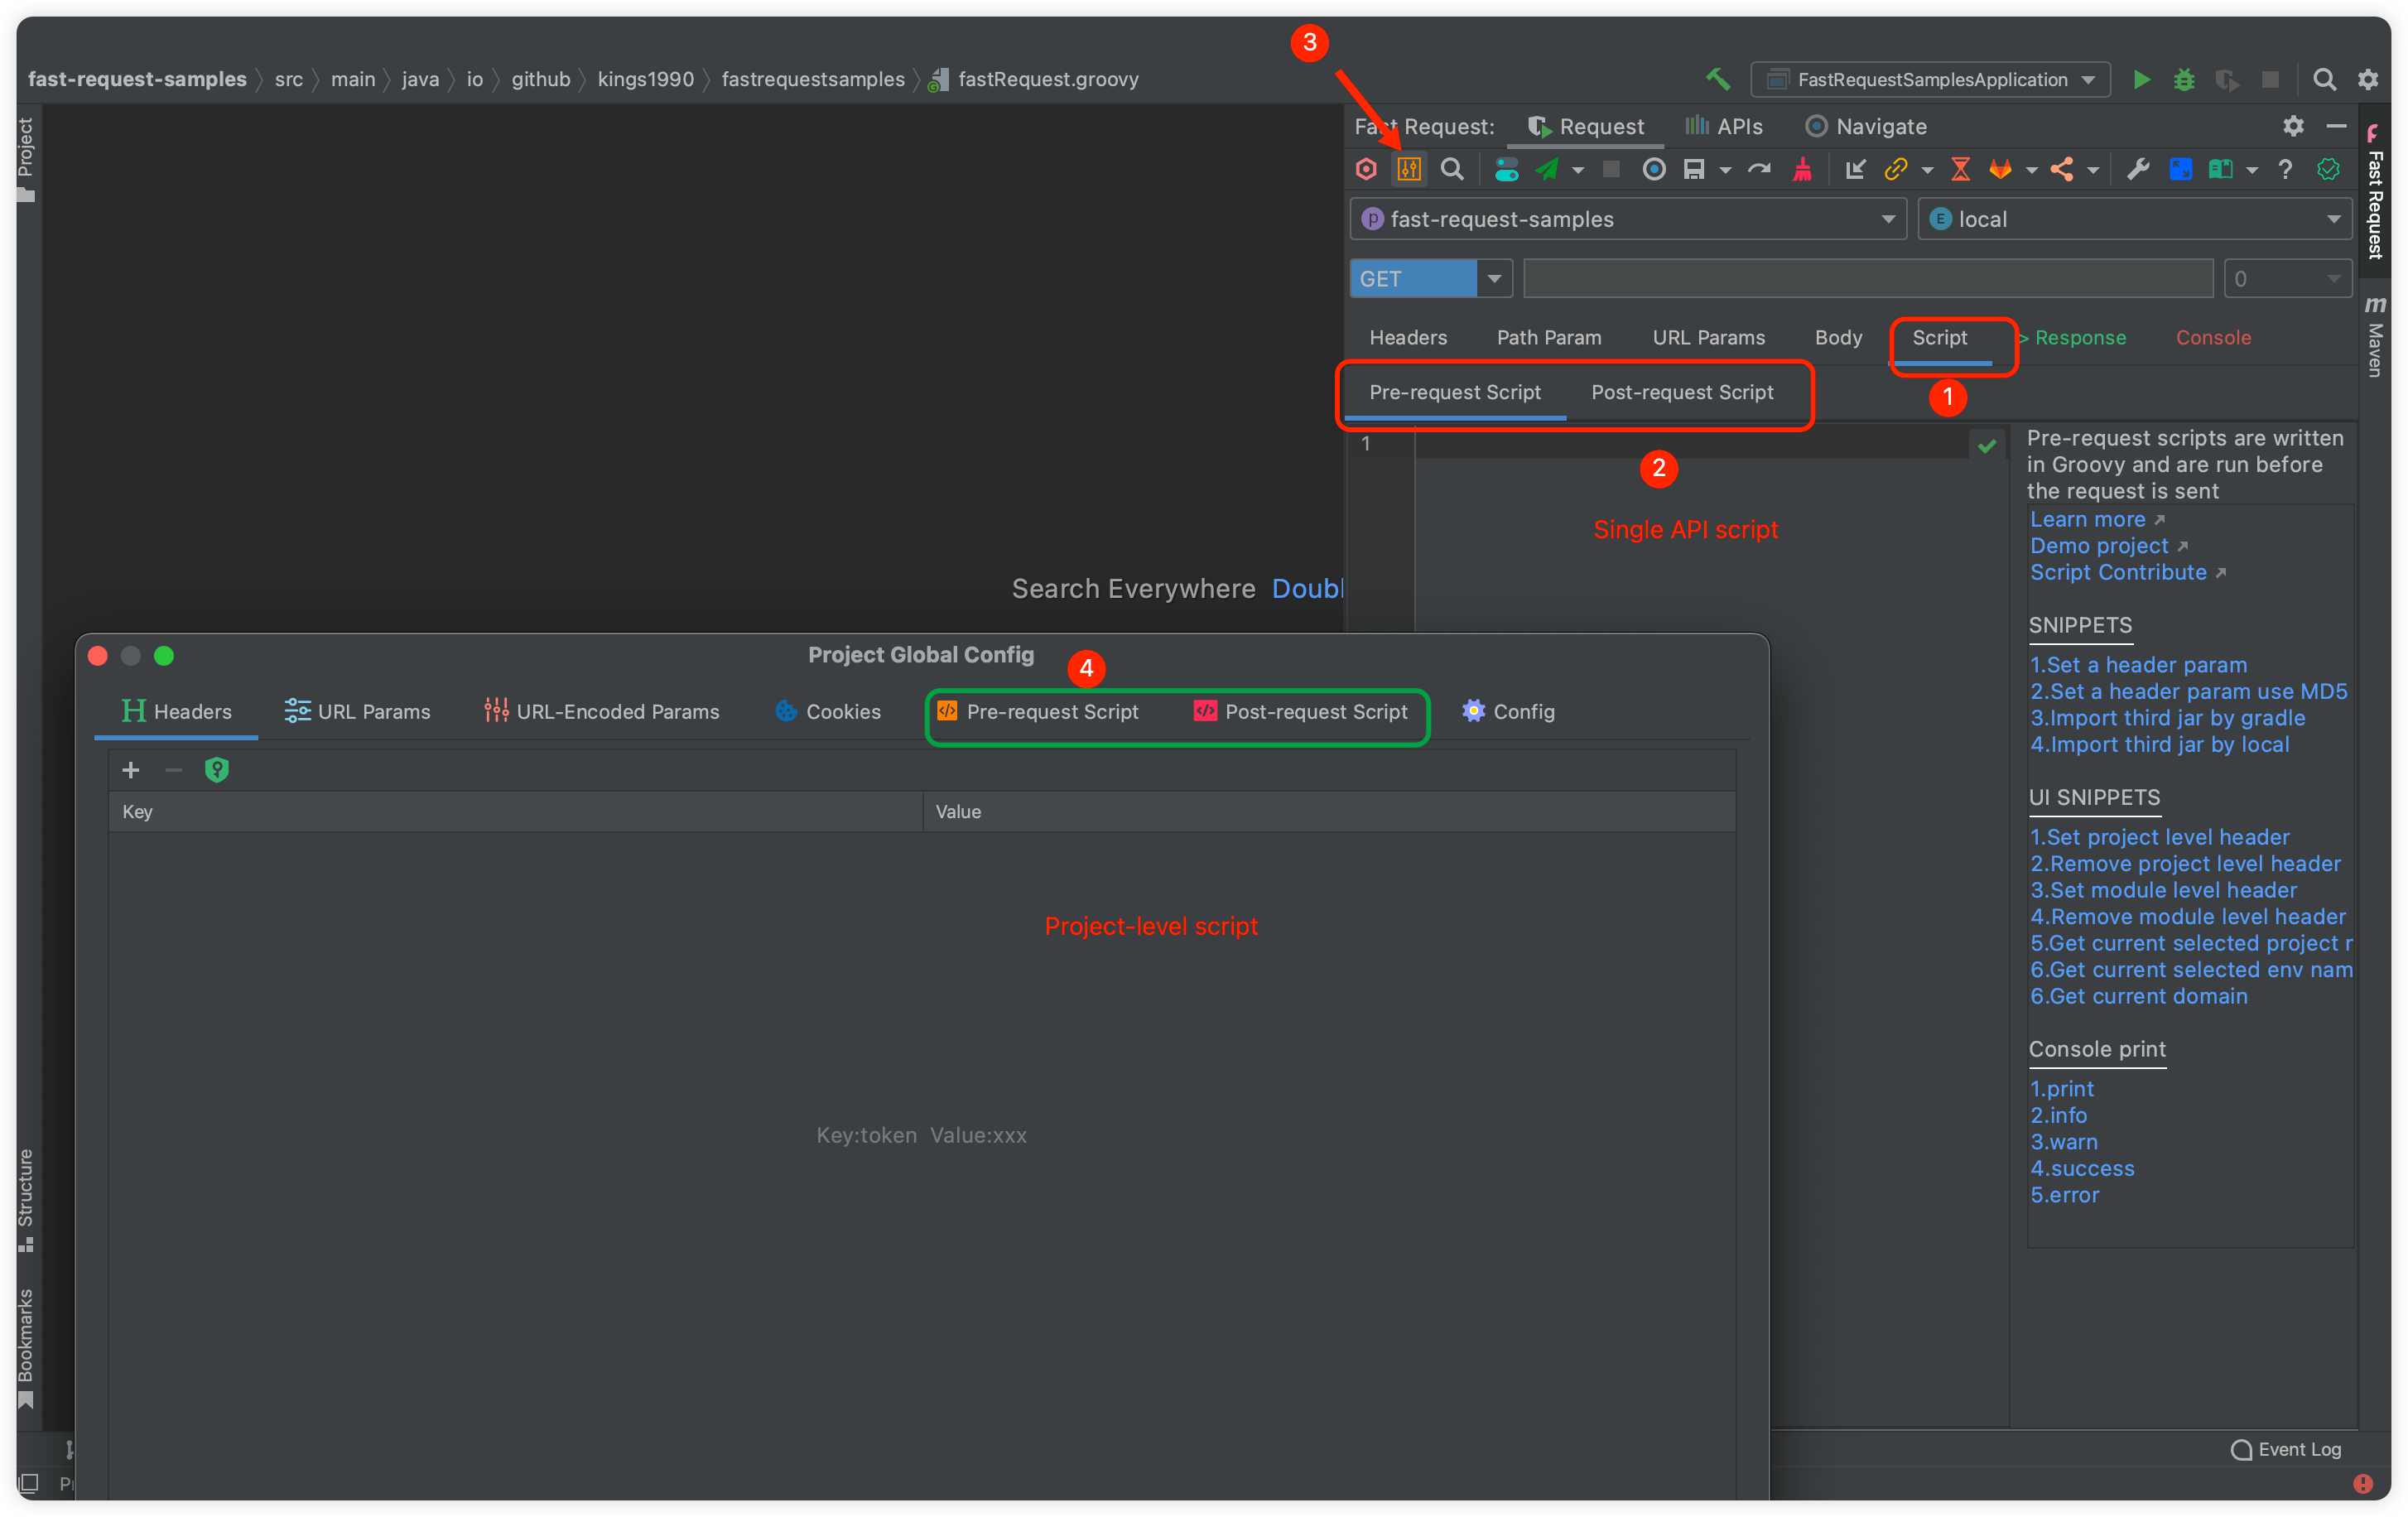 3
fast-request-samples src main java io github kings1990 fastrequestsamples fastRequest.groovy
FastRequestSamplesApplication
Project
Fast Request: Request APIs Navigate
Fast Request
fast-request-samples
E local
GET
0
Maven
Headers Path Param URL Params Body Script > Response Console
1
Pre-request Script Post-request Script
1
2
Single API script
Pre-request scripts are written
in Groovy and are run before
the request is sent
Learn more
Demo project
Script Contribute
SNIPPETS
1.Set a header param
2.Set a header param use MD5
3.Import third jar by gradle
4.Import third jar by local
UI SNIPPETS
1.Set project level header
2.Remove project level header
3.Set module level header
4.Remove module level header
5.Get current selected project r
6.Get current selected env nam
6.Get current domain
Console print
1.print
2.info
3.warn
4.success
5.error
Search Everywhere Doubl
Project Global Config
4
Headers URL Params URL-Encoded Params Cookies Pre-request Script Post-request Script Config
Key Value
Project-level script
Key:token Value:xxx
Structure
Bookmarks
Event Log